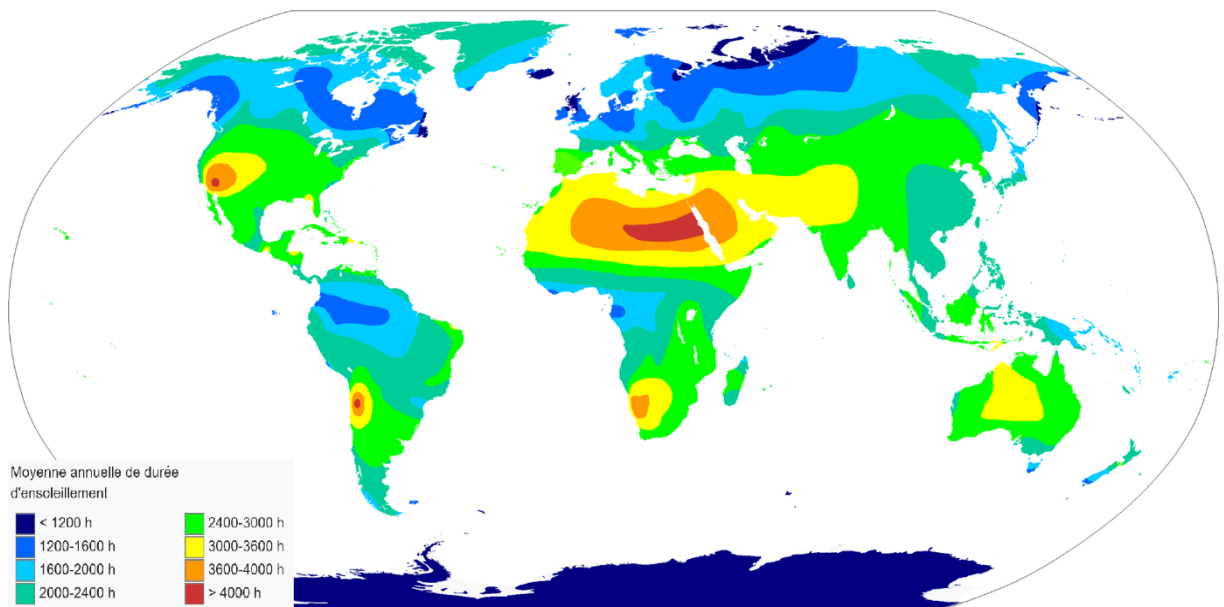 Moyenne annuelle de durée
d'ensoleillement
< 1200 h
1200-1600 h
1600-2000 h
2000-2400 h
2400-3000 h
3000-3600 h
3600-4000 h
> 4000 h